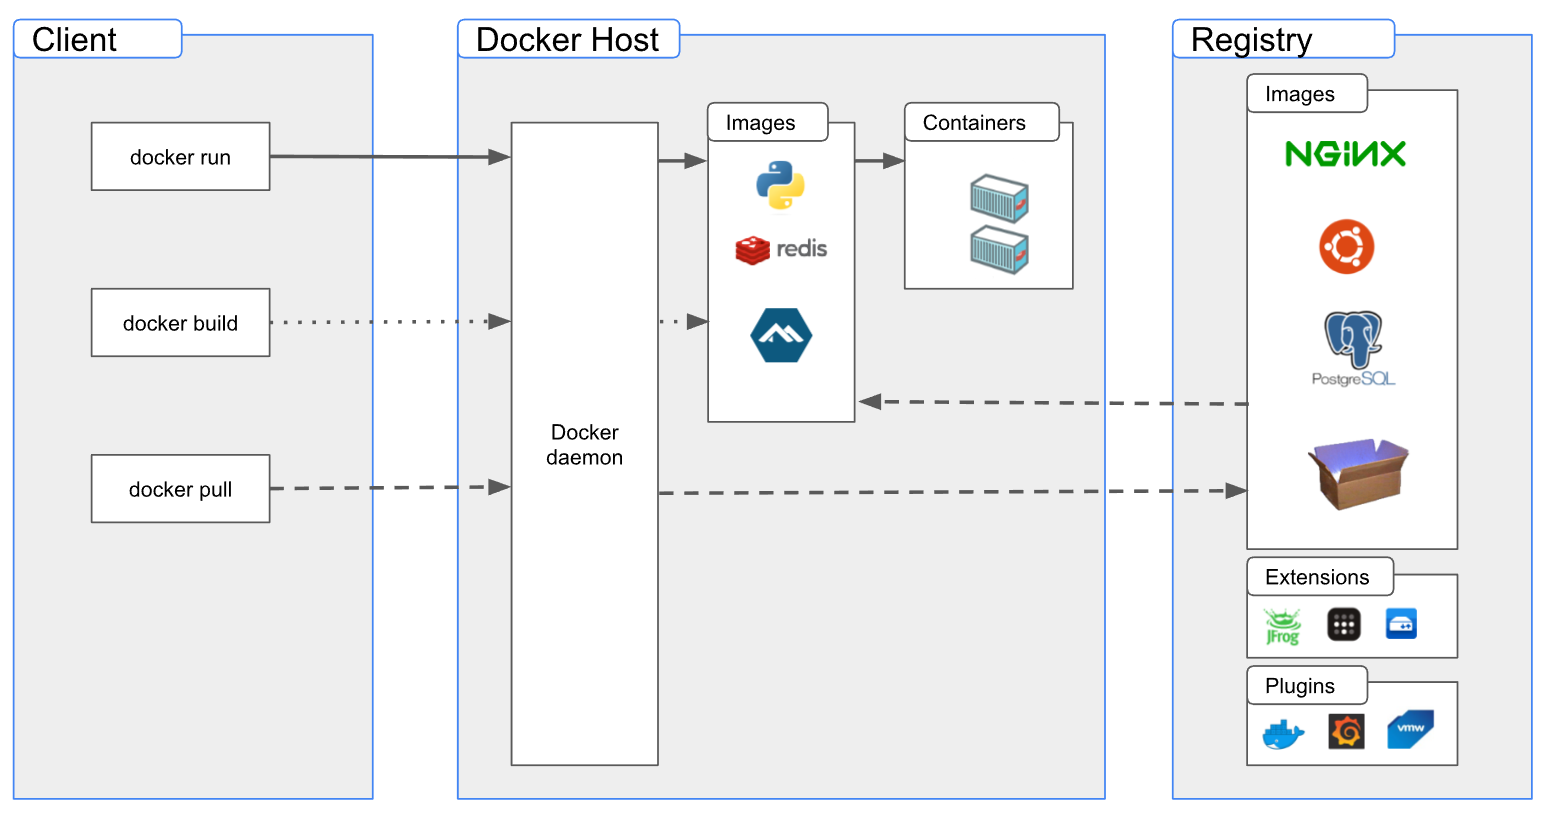 Client
docker run
docker build
docker pull
Docker Host
Docker
daemon
Images
redis
Containers
Registry
Images
NGINX
PostgreSQL
Extensions
JFrog
Plugins
vmw